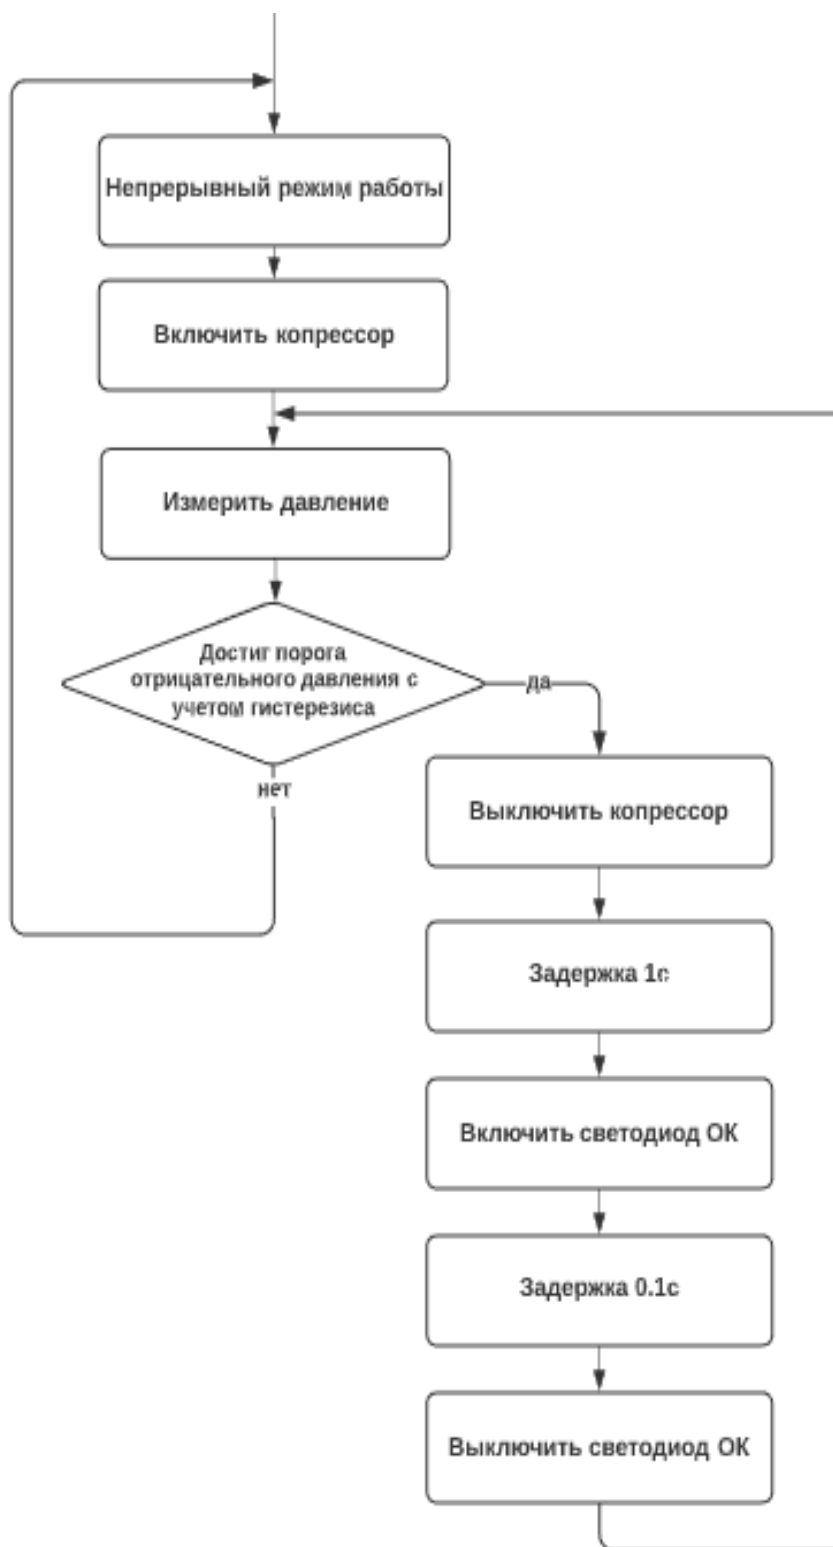 Непрерывный режим работы
Включить копрессор
Измерить давление
Достиг порога
отрицательного давления с
учетом гистерезиса
да
нет
Выключить копрессор
Задержка 1с
Включить светодиод ОК
Задержка 0.1с
Выключить светодиод ОК